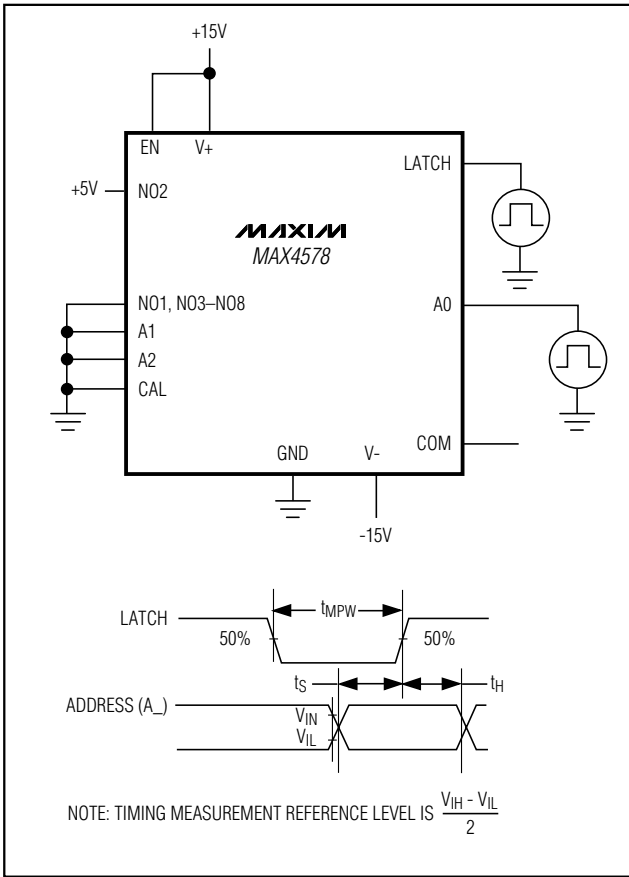 +15V
EN V+
LATCH
+5V NO2
MAXIM
MAX4578
NO1, NO3–NO8
A0
A1
A2
CAL
COM
GND V-
-15V
LATCH
tMPW
50% 50%
tS tH
ADDRESS (A_)
VIN
VIL
NOTE: TIMING MEASUREMENT REFERENCE LEVEL IS VIH - VIL
2